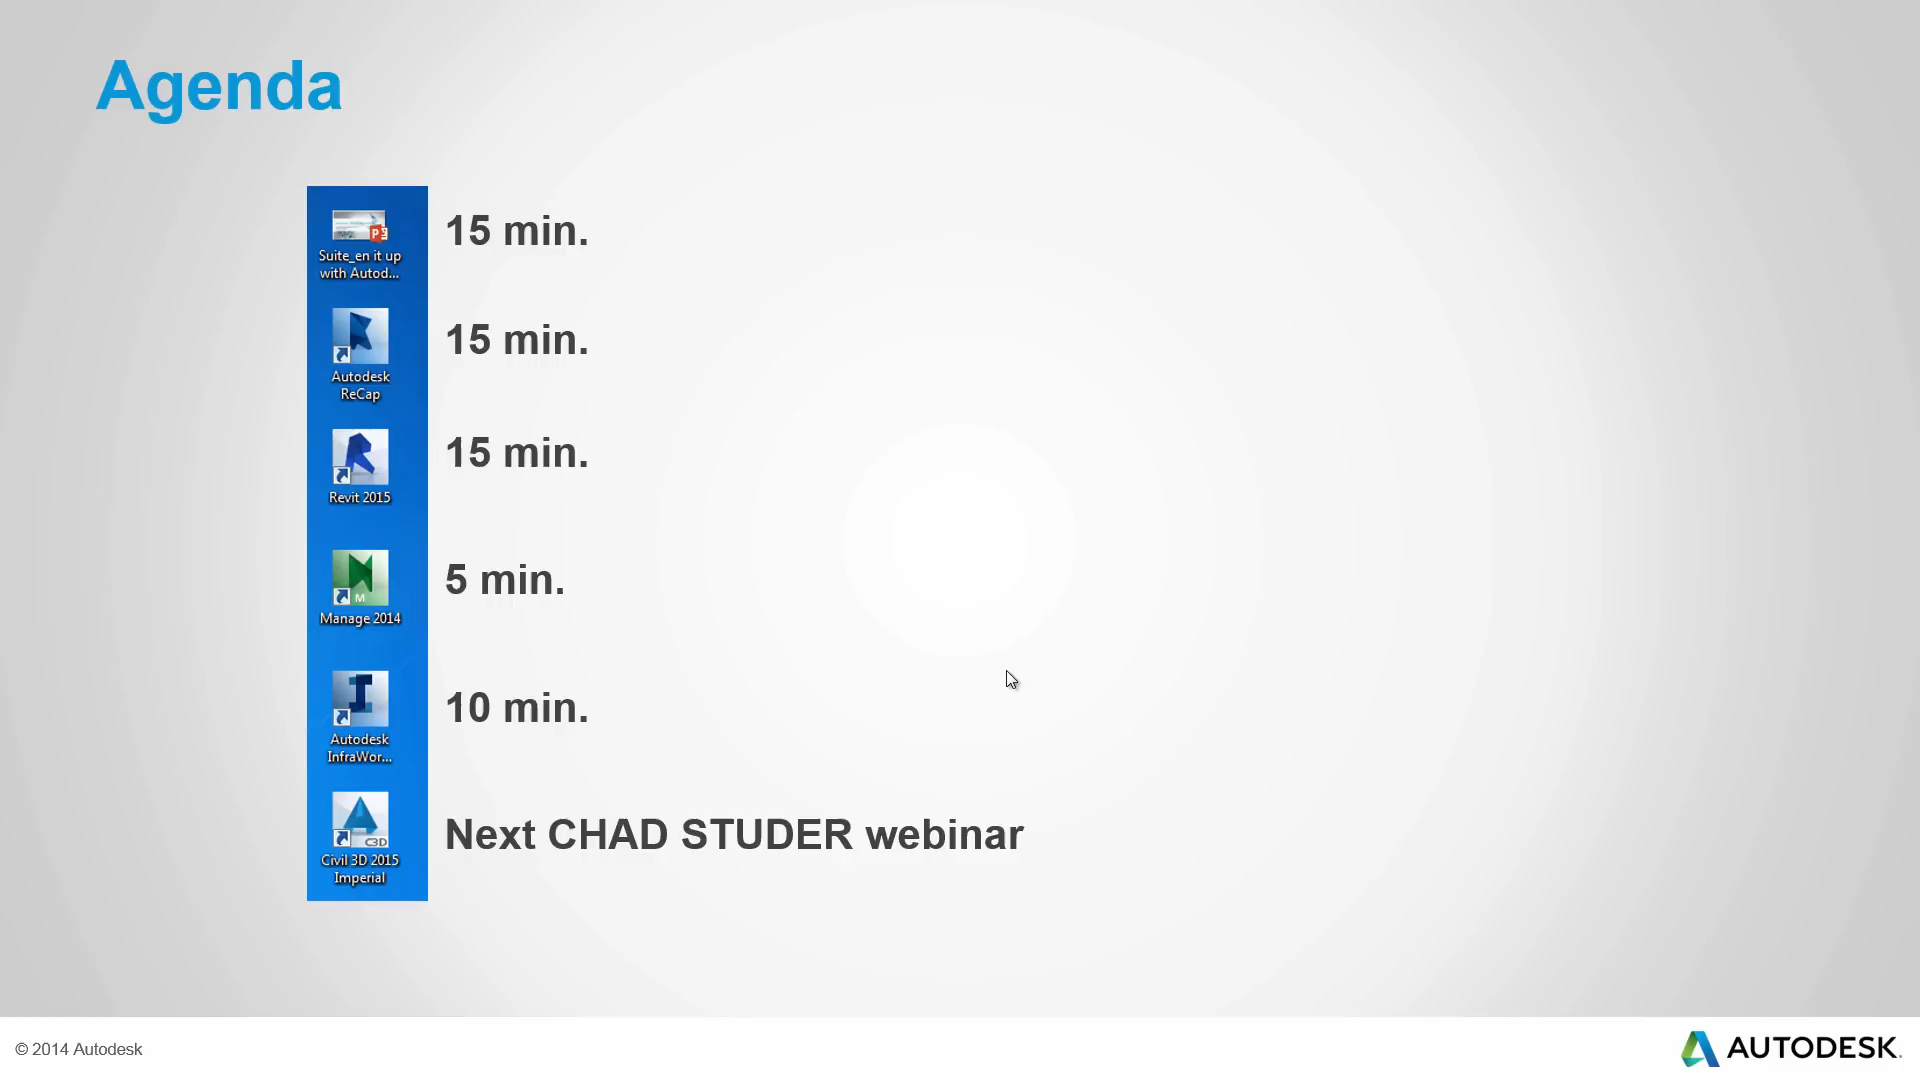 Agenda
Suite_en it up
with Autod...
15 min.
Autodesk
ReCap
15 min.
Revit 2015
15 min.
M
Manage 2014
5 min.
Autodesk
InfraWor...
10 min.
C3D
Civil 3D 2015
Imperial
Next CHAD STUDER webinar
© 2014 Autodesk
AUTODESK.